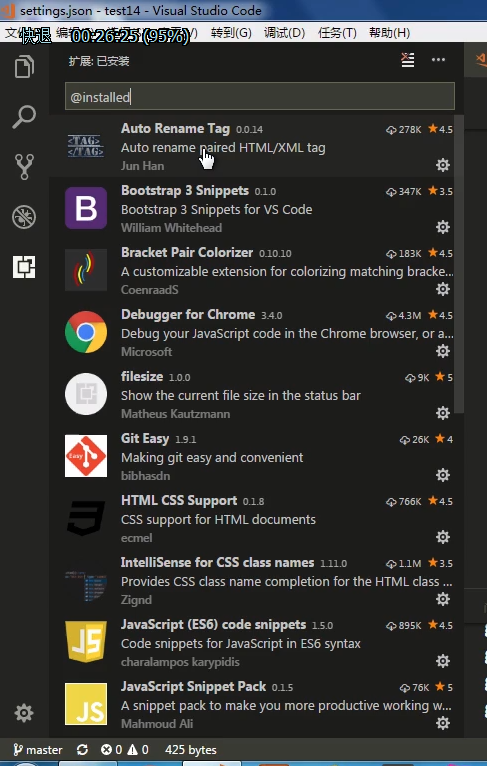 settings.json - test14 - Visual Studio Code
快退 00:26:25 (95%)
转到(G) 调试(D) 任务(T) 帮助(H)
扩展: 已安装
@installed
Auto Rename Tag 0.0.14 278K ★4.5
Auto rename paired HTML/XML tag
Jun Han
<TAG>
</TAG>
Bootstrap 3 Snippets 0.1.0 347K ★3.5
B
Bootstrap 3 Snippets for VS Code
William Whitehead
Bracket Pair Colorizer 0.10.10 183K ★4.5
A customizable extension for colorizing matching bracke...
CoenraadS
Debugger for Chrome 3.4.0 4.3M ★4.5
Debug your JavaScript code in the Chrome browser, or a...
Microsoft
filesize 1.0.0 9K ★5
Show the current file size in the status bar
Matheus Kautzmann
Git Easy 1.9.1 26K ★4
Easy
Making git easy and convenient
bibhasdn
HTML CSS Support 0.1.8 766K ★4.5
CSS support for HTML documents
ecmel
IntelliSense for CSS class names 1.11.0 1.1M ★3.5
Provides CSS class name completion for the HTML class ...
Zignd
JavaScript (ES6) code snippets 1.5.0 895K ★4.5
JS
Code snippets for JavaScript in ES6 syntax
charalampos karypidis
JavaScript Snippet Pack 0.1.5 76K ★5
JS
A snippet pack to make you more productive working w...
Mahmoud Ali
master 0 0 425 bytes